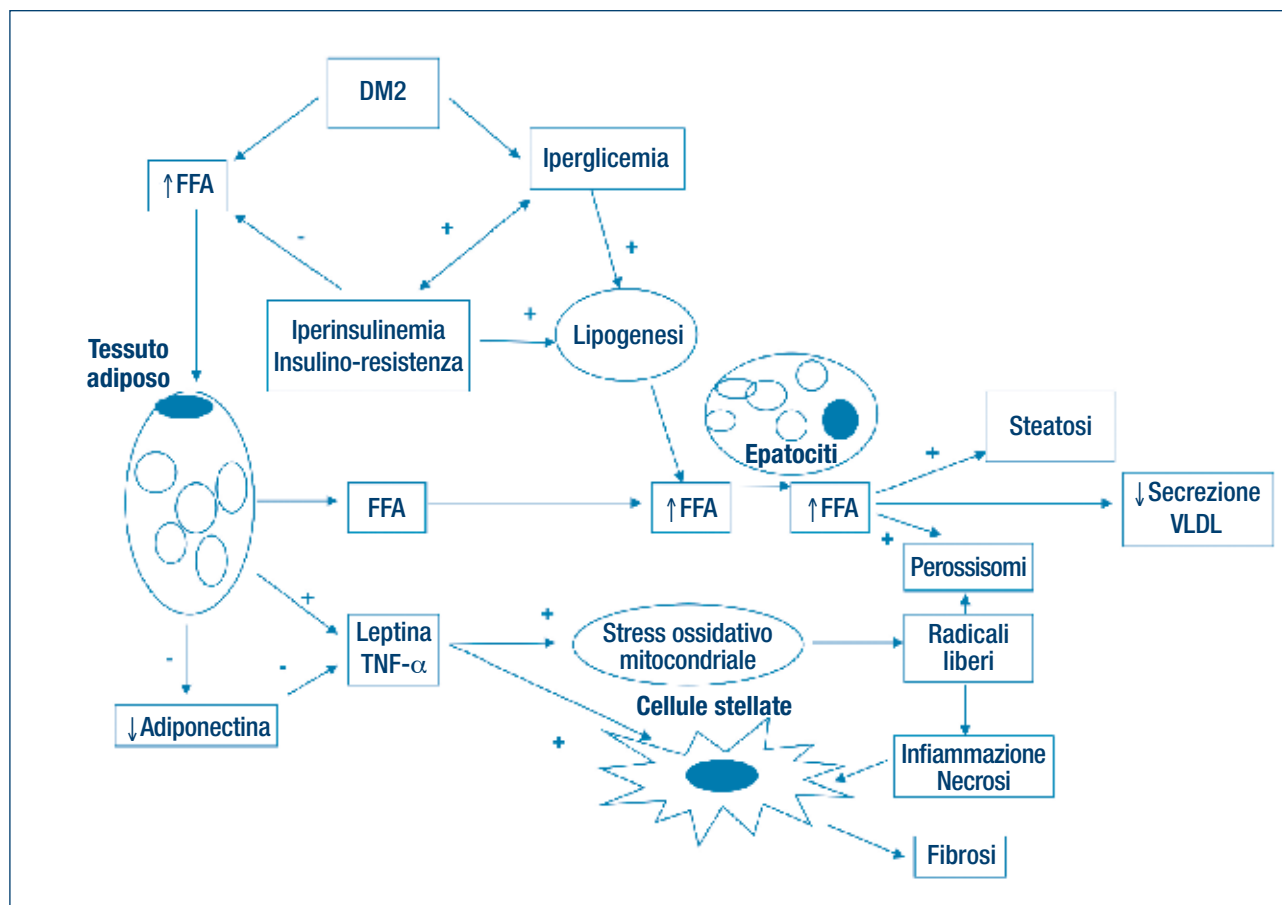 DM2
Iperglicemia
↑FFA
-
+
+
Iperinsulinemia
Insulino-resistenza
+
Lipogenesi
Tessuto
adiposo
Epatociti
Steatosi
+
FFA
↑FFA
↑FFA
↓Secrezione
VLDL
+
Perossisomi
+
Leptina
TNF-α
+
Stress ossidativo
mitocondriale
Radicali
liberi
-
-
↓Adiponectina
Cellule stellate
+
Infiammazione
Necrosi
Fibrosi